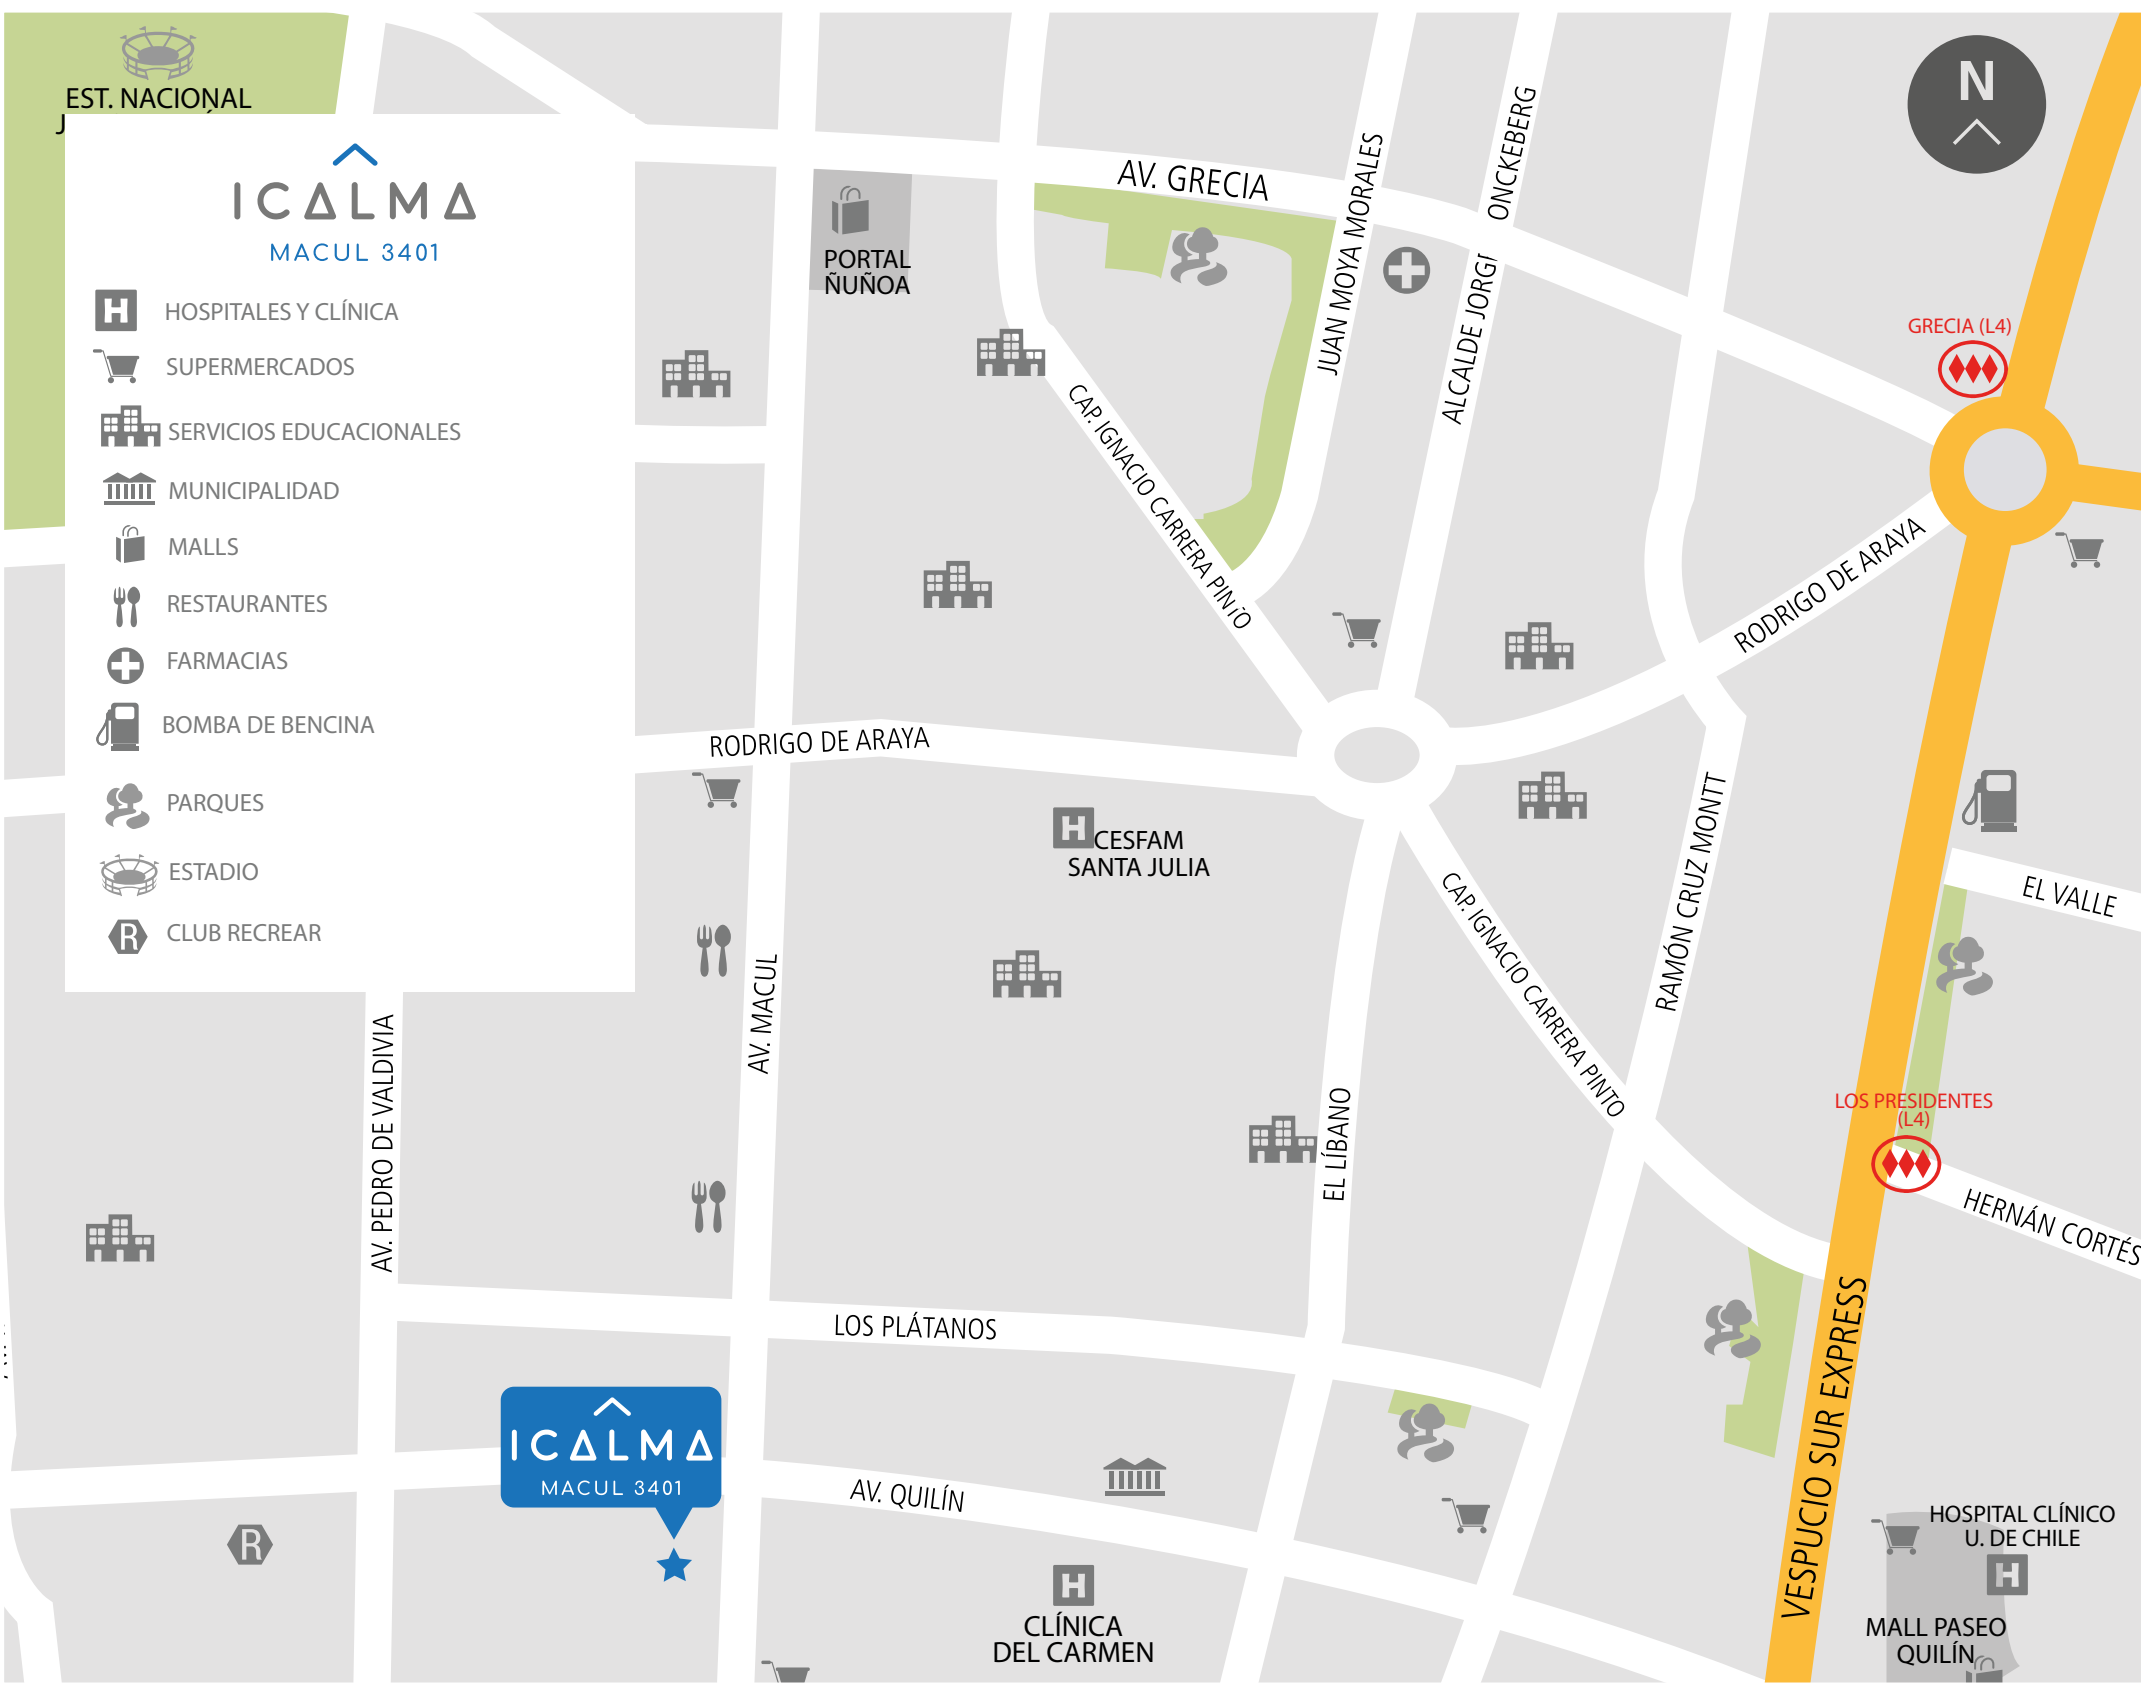 EST. NACIONAL
N
ICALMA
MACUL 3401
HOSPITALES Y CLÍNICA
SUPERMERCADOS
SERVICIOS EDUCACIONALES
MUNICIPALIDAD
MALLS
RESTAURANTES
FARMACIAS
BOMBA DE BENCINA
PARQUES
ESTADIO
CLUB RECREAR
AV. GRECIA
PORTAL
ÑUÑOA
JUAN MOYA MORALES
ALCALDE JORGE
ONCKEBERG
GRECIA (L4)
CAP. IGNACIO CARRERA PINTO
RODRIGO DE ARAYA
RODRIGO DE ARAYA
CESFAM
SANTA JULIA
RAMÓN CRUZ MONTT
EL VALLE
CAP. IGNACIO CARRERA PINTO
AV. MACUL
AV. PEDRO DE VALDIVIA
EL LÍBANO
LOS PRESIDENTES
(L4)
HERNÁN CORTÉS
LOS PLÁTANOS
VESPUCIO SUR EXPRESS
ICALMA
MACUL 3401
AV. QUILÍN
CLÍNICA
DEL CARMEN
HOSPITAL CLÍNICO
U. DE CHILE
MALL PASEO
QUILÍN
H
R
R
H
H
H